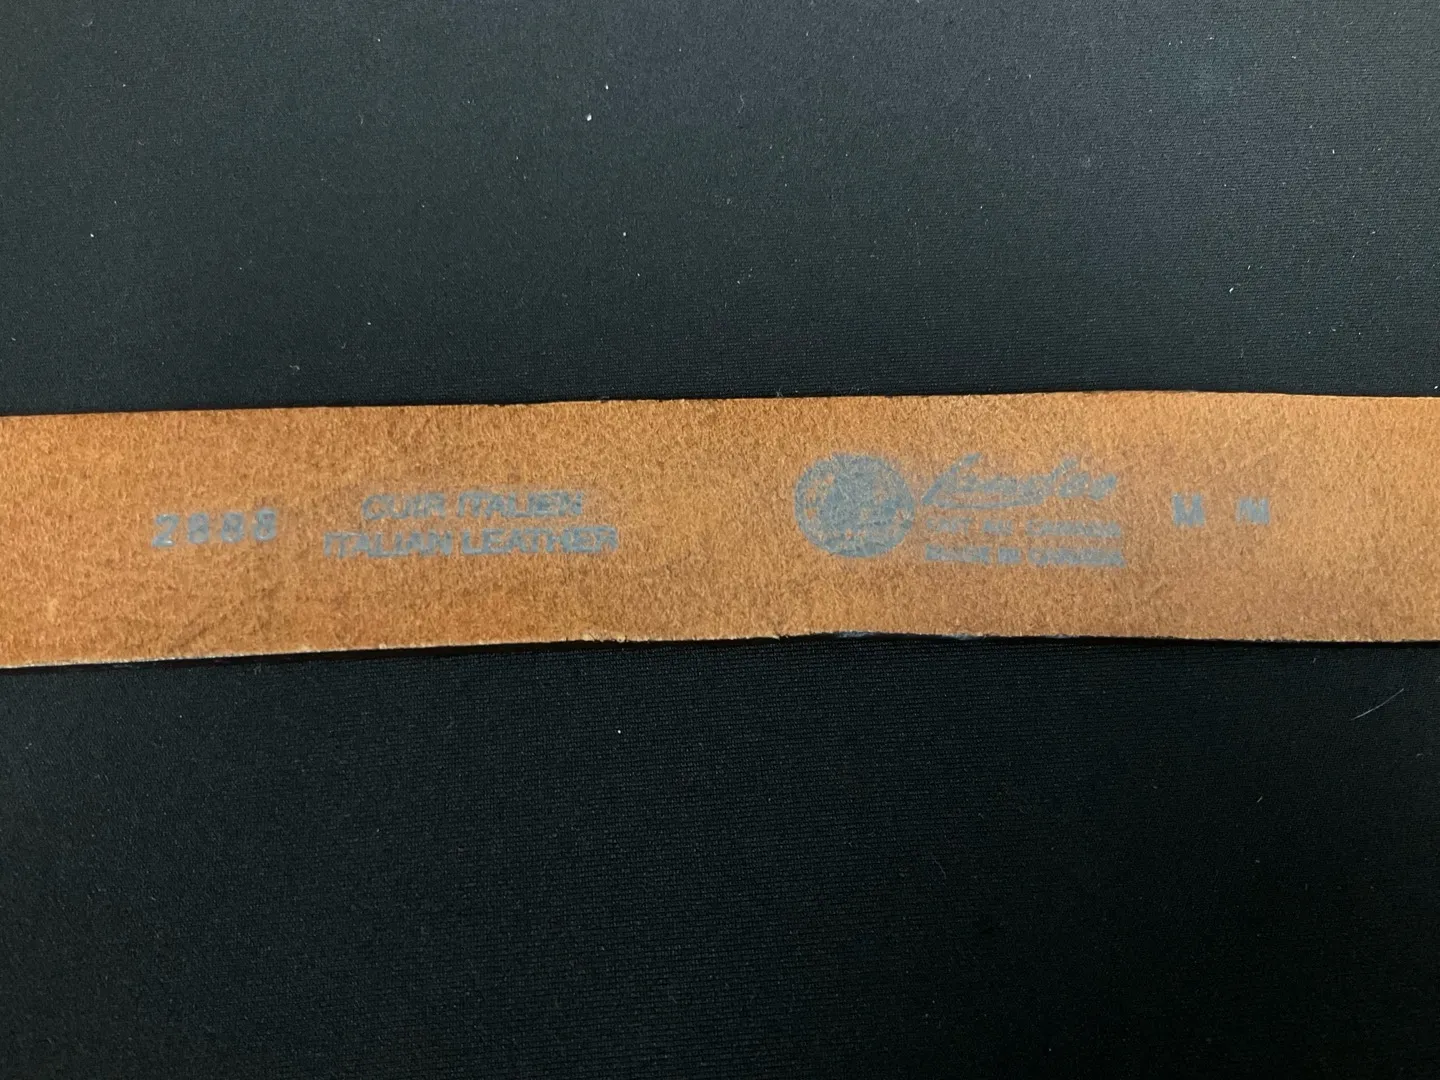 2888
CUIR ITALIEN
ITALIAN LEATHER
FAIT AU CANADA
MADE IN CANADA
M M